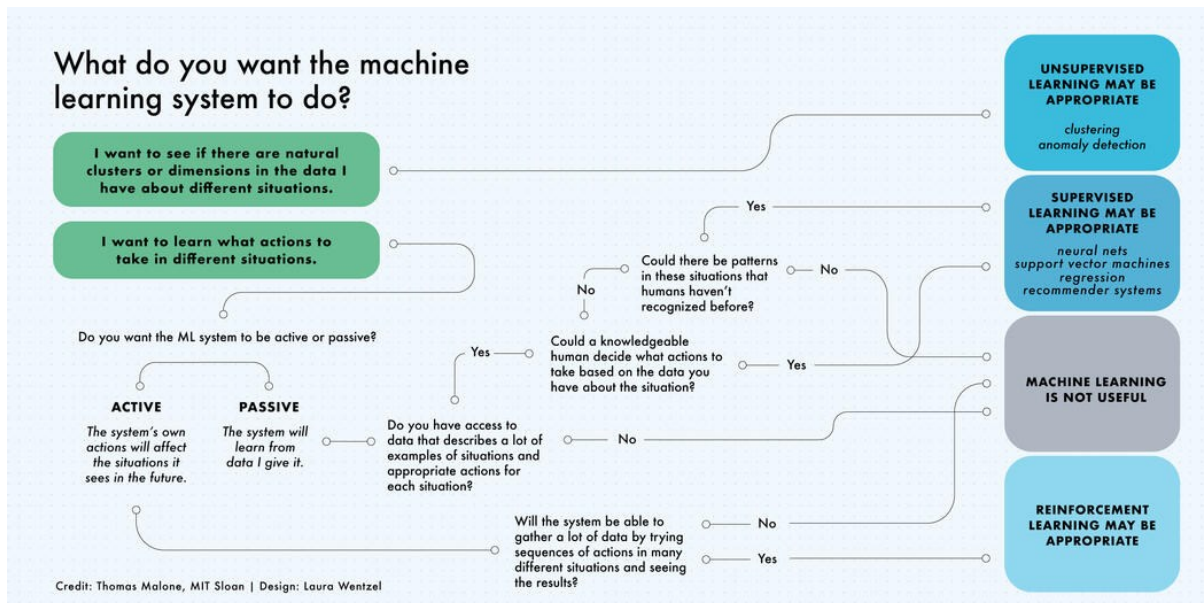 What do you want the machine
learning system to do?
I want to see if there are natural
clusters or dimensions in the data I
have about different situations.
I want to learn what actions to
take in different situations.
Do you want the ML system to be active or passive?
ACTIVE
The system's own
actions will affect
the situations it
sees in the future.
PASSIVE
The system will
learn from
data I give it.
Do you have access to
data that describes a lot of
examples of situations and
appropriate actions for
each situation?
Yes
No
Could a knowledgeable
human decide what actions to
take based on the data you
have about the situation?
No
Yes
Could there be patterns
in these situations that
humans haven't
recognized before?
Yes
No
Will the system be able to
gather a lot of data by trying
sequences of actions in many
different situations and seeing
the results?
No
Yes
UNSUPERVISED
LEARNING MAY BE
APPROPRIATE
clustering
anomaly detection
SUPERVISED
LEARNING MAY BE
APPROPRIATE
neural nets
support vector machines
regression
recommender systems
MACHINE LEARNING
IS NOT USEFUL
REINFORCEMENT
LEARNING MAY BE
APPROPRIATE
Credit: Thomas Malone, MIT Sloan | Design: Laura Wentzel